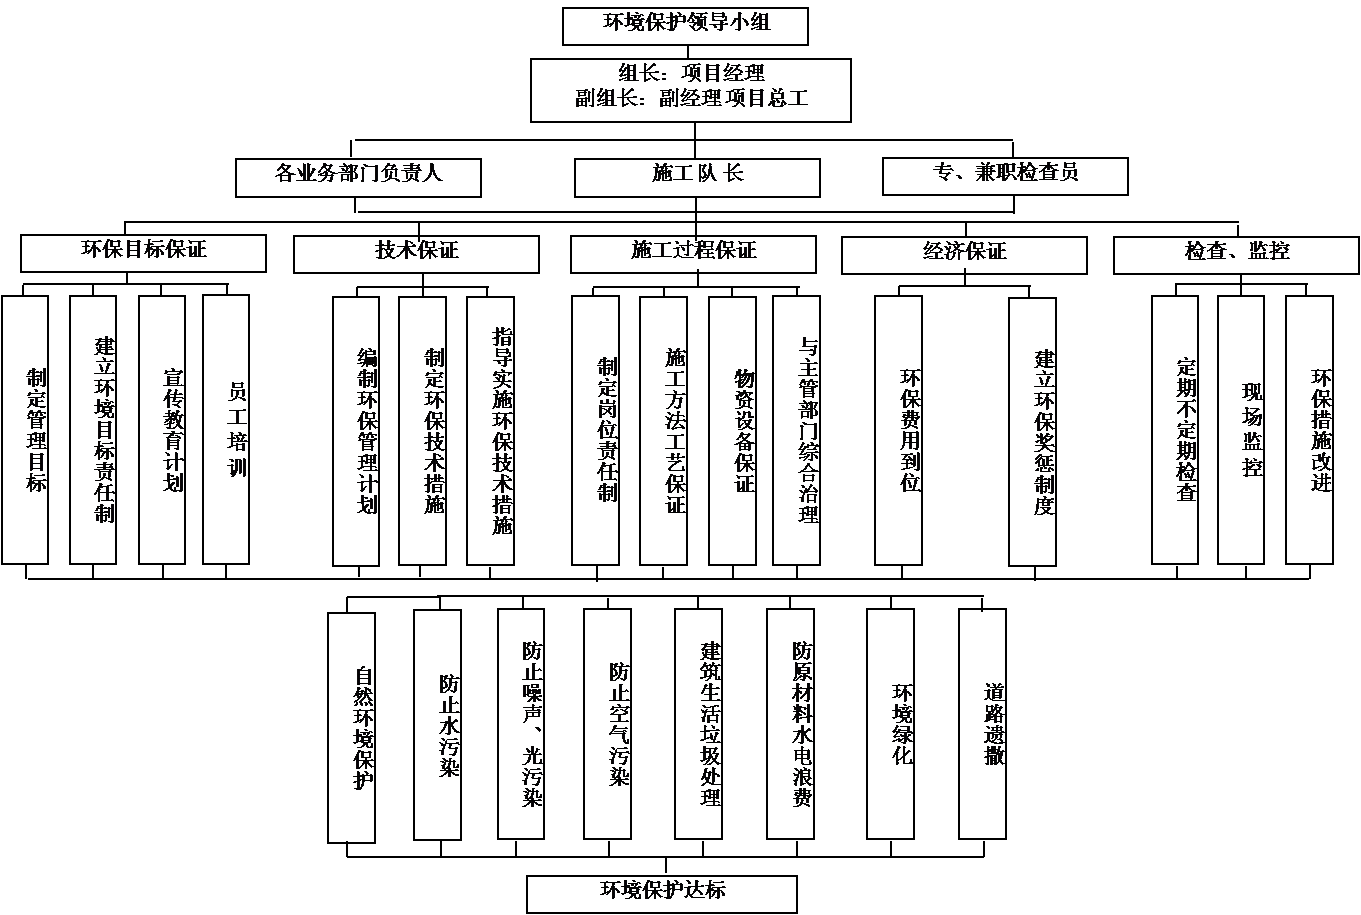 环境保护领导小组
组长：项目经理
副组长：副经理 项目总工
各业务部门负责人
施工 队 长
专、兼职检查员
环保目标保证
技术保证
施工过程保证
经济保证
检查、监控
制定管理目标
建立环境目标责任制
宣传教育计划
员工培训
编制环保管理计划
制定环保技术措施
指导实施环保技术措施
制定岗位责任制
施工方法工艺保证
物资设备保证
与主管部门综合治理
环保费用到位
建立环保奖惩制度
定期不定期检查
现场监控
环保措施改进
自然环境保护
防止水污染
防止噪声、光污染
防止空气污染
建筑生活垃圾处理
防原材料水电浪费
环境绿化
道路遗撒
环境保护达标